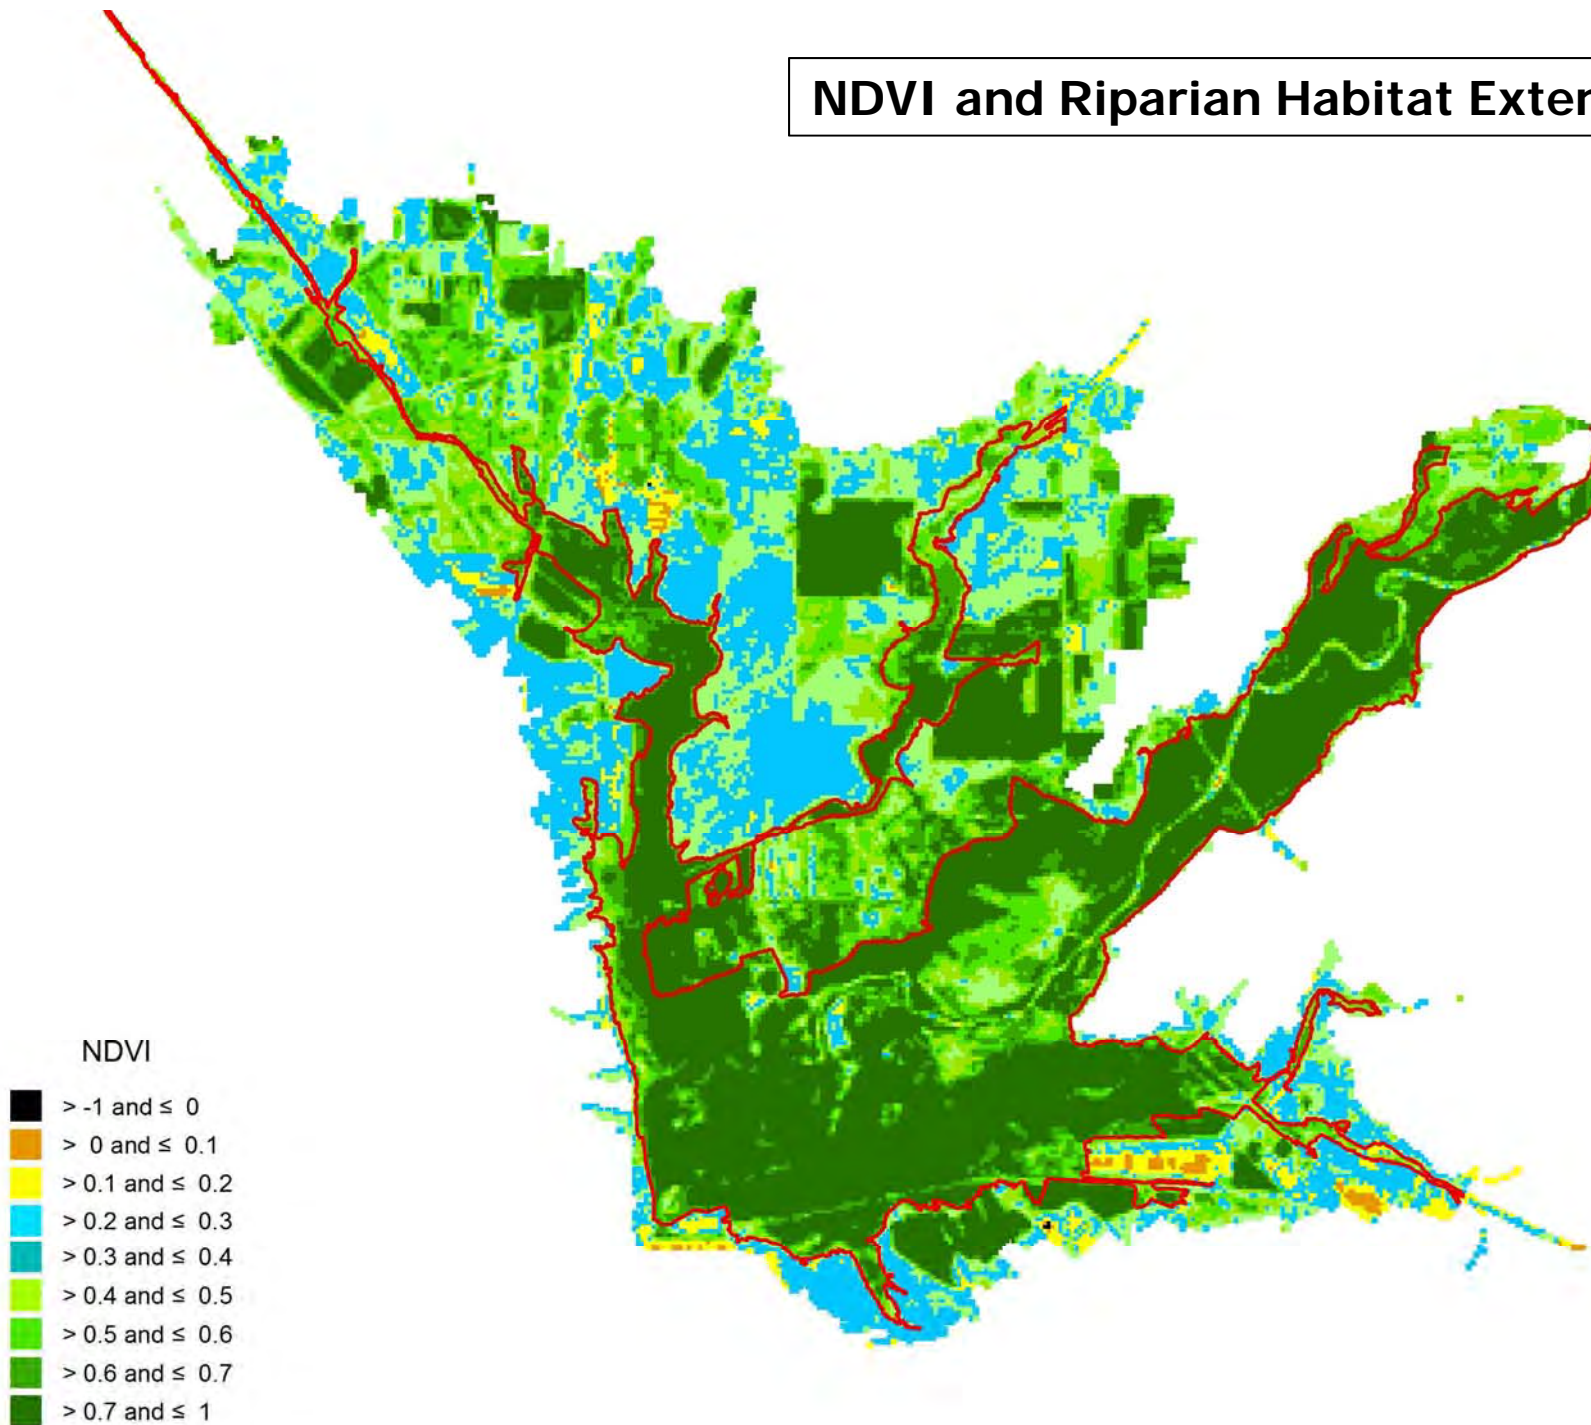 NDVI and Riparian Habitat Exter
NDVI
> -1 and ≤ 0
> 0 and ≤ 0.1
> 0.1 and ≤ 0.2
> 0.2 and ≤ 0.3
> 0.3 and ≤ 0.4
> 0.4 and ≤ 0.5
> 0.5 and ≤ 0.6
> 0.6 and ≤ 0.7
> 0.7 and ≤ 1